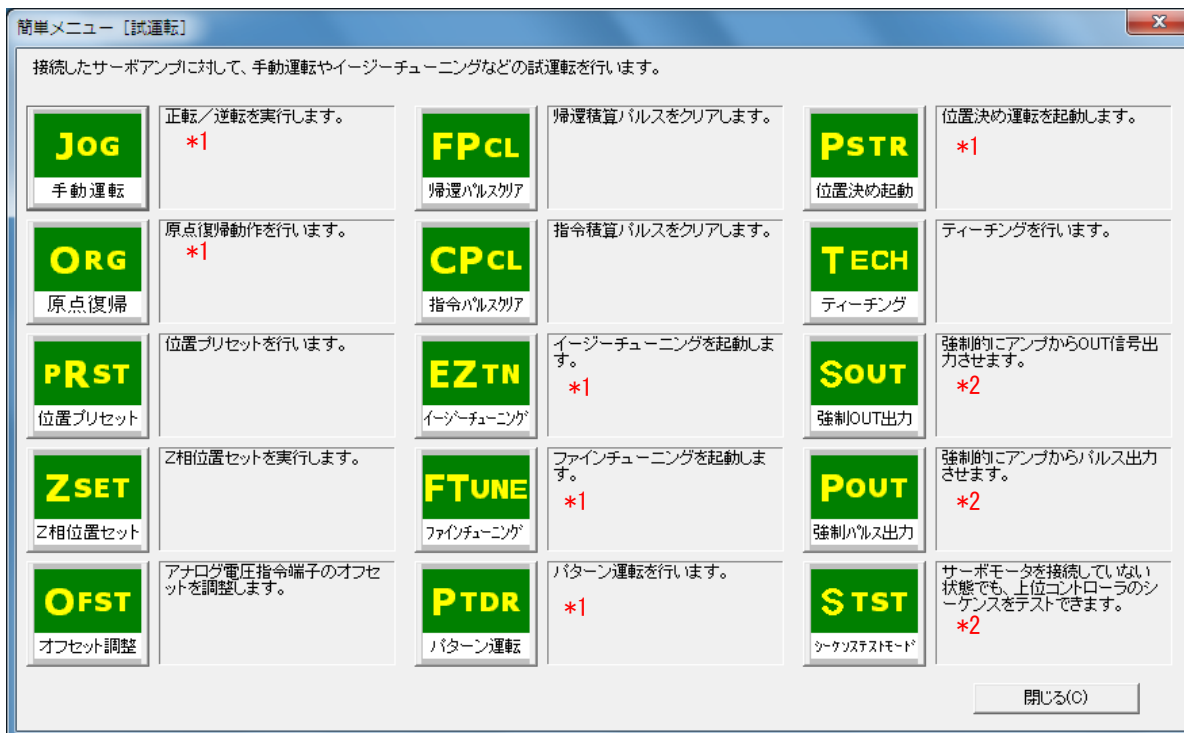 簡単メニュー [試運転]
接続したサーボアンプに対して、手動運転やイージーチューニングなどの試運転を行います。
JOG
手動運転
正転／逆転を実行します。
*1
FPCL
帰還パルスクリア
帰還積算パルスをクリアします。
PSTR
位置決め起動
位置決め運転を起動します。
*1
ORG
原点復帰
原点復帰動作を行います。
*1
CPCL
指令パルスクリア
指令積算パルスをクリアします。
TECH
ティーチング
ティーチングを行います。
PRST
位置プリセット
位置プリセットを行います。
EZTN
イージーチューニング
イージーチューニングを起動しま
す。
*1
SOUT
強制OUT出力
強制的にアンプからOUT信号出
力させます。
*2
ZSET
Z相位置セット
Z相位置セットを実行します。
FTUNE
ファインチューニング
ファインチューニングを起動しま
す。
*1
POUT
強制パルス出力
強制的にアンプからパルス出力
させます。
*2
OFST
オフセット調整
アナログ電圧指令端子のオフセ
ットを調整します。
PTDR
パターン運転
パターン運転を行います。
*1
STST
シーケンステストモード
サーボモータを接続していない
状態でも、上位コントローラのシ
ーケンスをテストできます。
*2
閉じる(C)